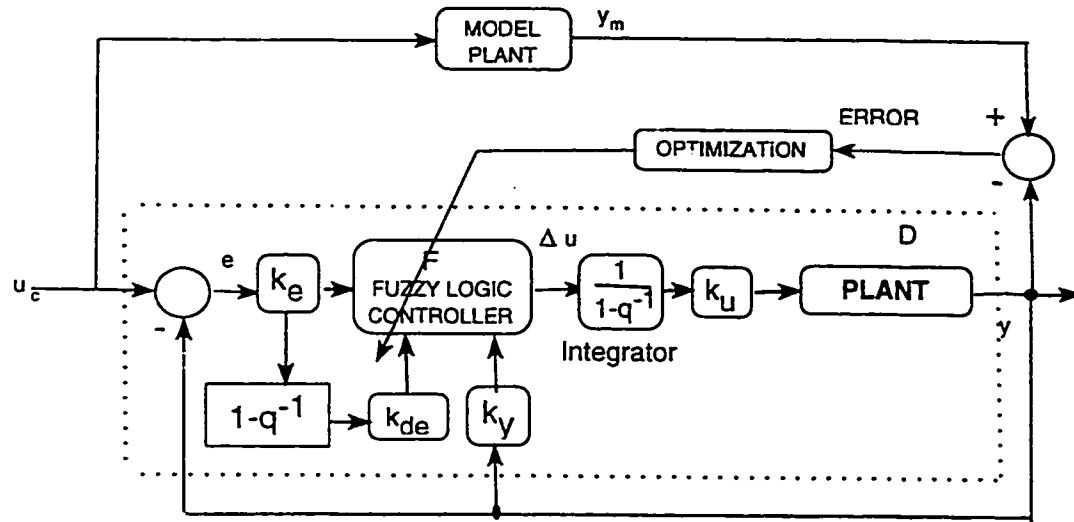 MODEL
PLANT
y_m
ERROR
+
OPTIMIZATION
-
D
Δu
F
e
u_c
k_e
FUZZY LOGIC
CONTROLLER
1
1-q^-1
k_u
PLANT
-
y
Integrator
1-q^-1
k_de
k_y